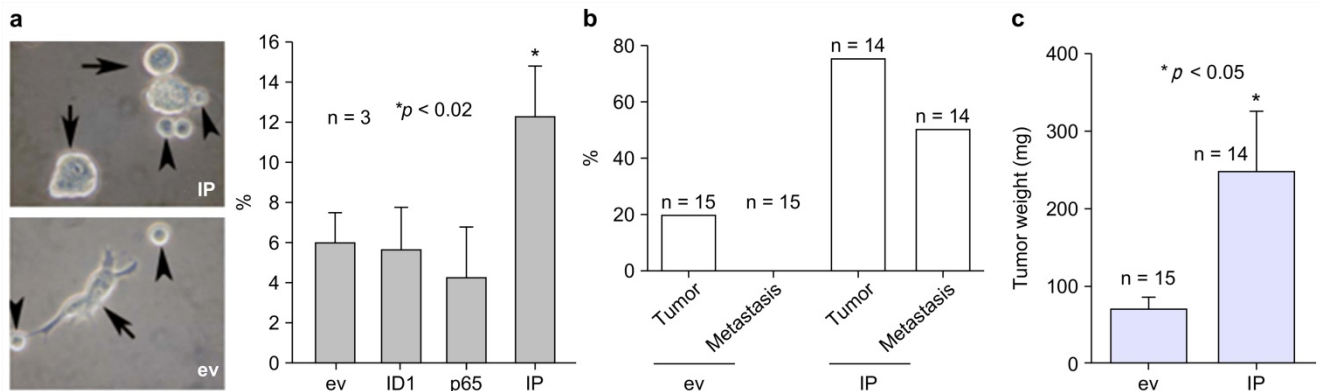 a
IP
ev
16
14
12
10
8
6
4
2
0
%
n = 3
*p < 0.02
*
ev ID1 p65 IP
b
80
60
40
20
0
%
n = 15
n = 15
n = 14
n = 14
Tumor
Metastasis
Tumor
Metastasis
ev
IP
c
Tumor weight (mg)
400
300
200
100
0
* p < 0.05
*
n = 15
n = 14
ev IP